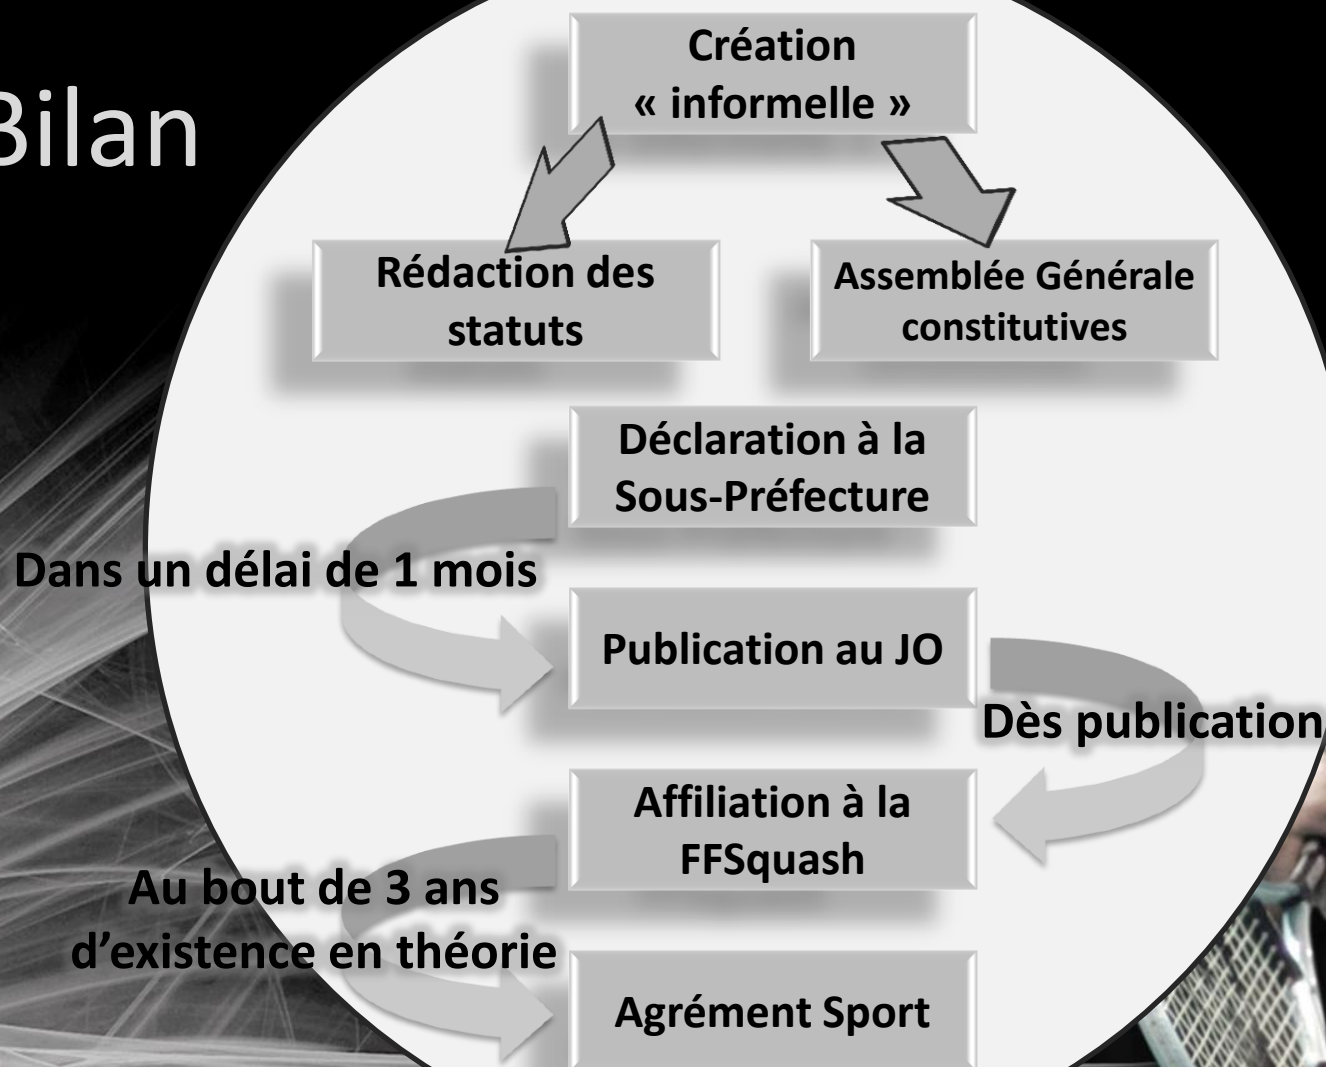 Bilan
Création
« informelle »
Rédaction des
statuts
Assemblée Générale
constitutives
Déclaration à la
Sous-Préfecture
Dans un délai de 1 mois
Publication au JO
Dès publication
Affiliation à la
FFSquash
Au bout de 3 ans
d’existence en théorie
Agrément Sport